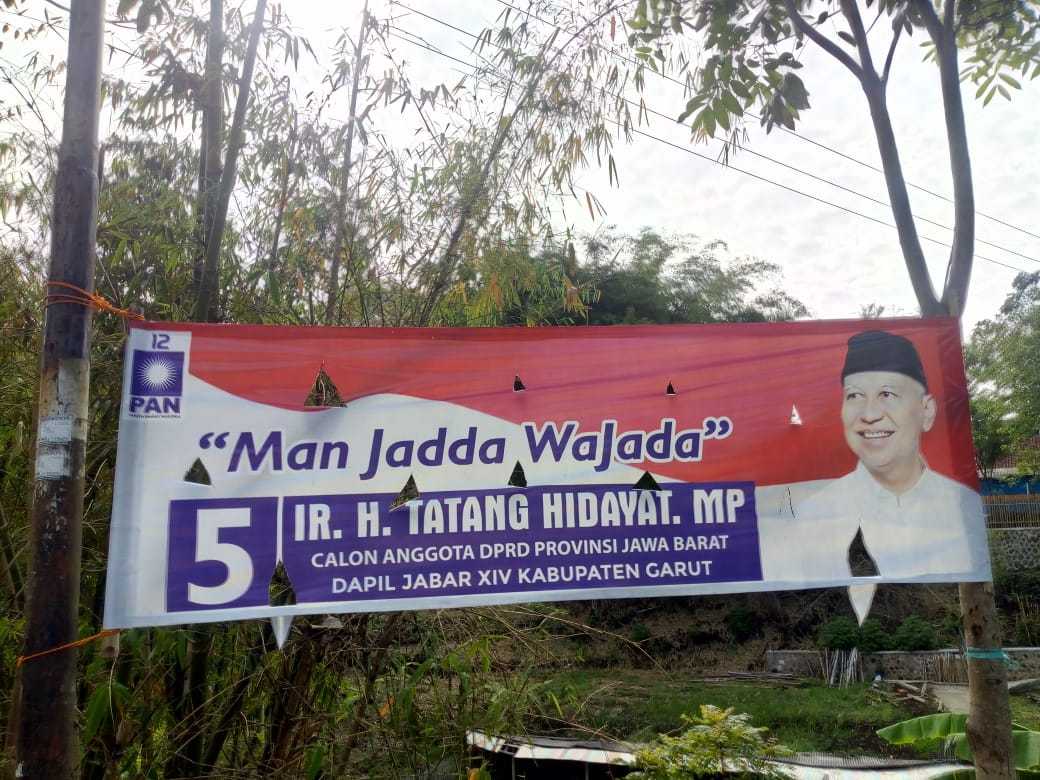 12
PAN
“Man Jadda WaJada”
5
IR. H. TATANG HIDAYAT. MP
CALON ANGGOTA DPRD PROVINSI JAWA BARAT
DAPIL JABAR XIV KABUPATEN GARUT